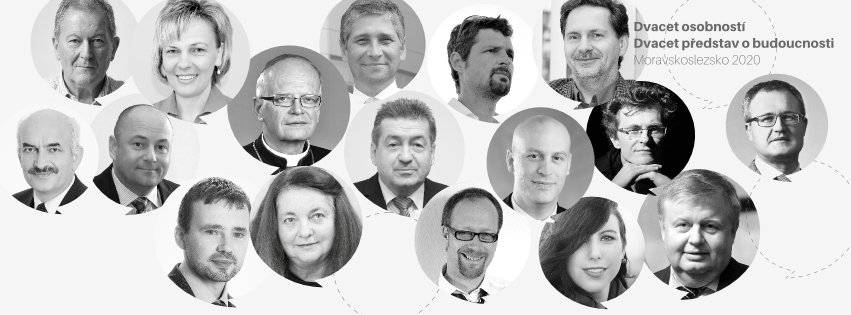 Dvacet osobností
Dvacet představ o budoucnosti
Moravskoslezsko 2020